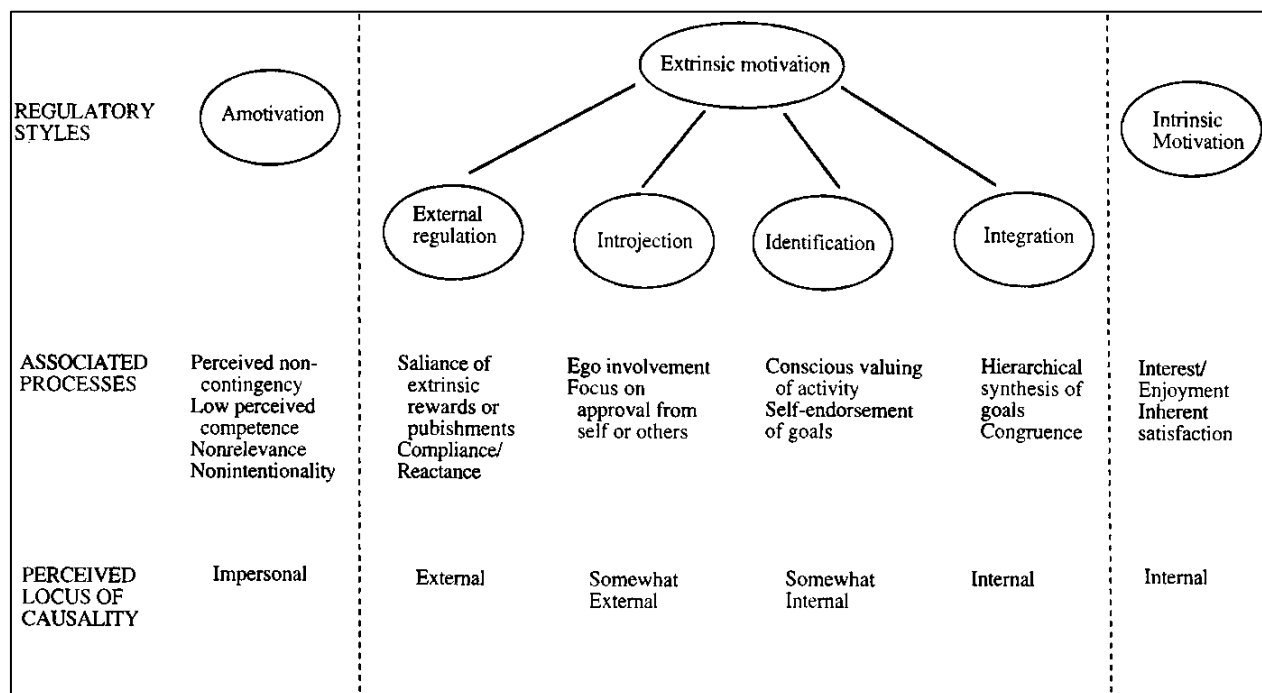 Extrinsic motivation
REGULATORY
STYLES
Amotivation
Intrinsic
Motivation
External
regulation
Introjection
Identification
Integration
ASSOCIATED
PROCESSES
Perceived non-
contingency
Low perceived
competence
Nonrelevance
Nonintentionality
Saliance of
extrinsic
rewards or
pubishments
Compliance/
Reactance
Ego involvement
Focus on
approval from
self or others
Conscious valuing
of activity
Self-endorsement
of goals
Hierarchical
synthesis of
goals
Congruence
Interest/
Enjoyment
Inherent
satisfaction
PERCEIVED
LOCUS OF
CAUSALITY
Impersonal
External
Somewhat
External
Somewhat
Internal
Internal
Internal